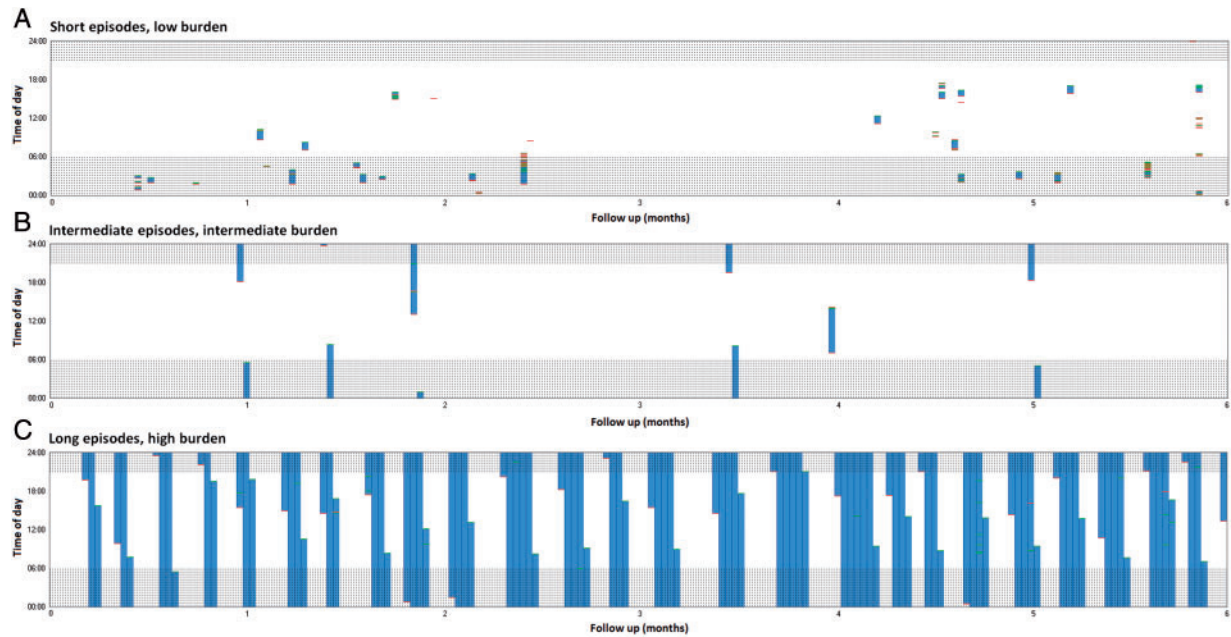 A
Short episodes, low burden
24:00
18:00
12:00
06:00
00:00
Time of day
0 1 2 3 4 5 6
Follow up (months)
B
Intermediate episodes, intermediate burden
24:00
18:00
12:00
06:00
00:00
Time of day
0 1 2 3 4 5 6
Follow up (months)
C
Long episodes, high burden
24:00
18:00
12:00
06:00
00:00
Time of day
0 1 2 3 4 5 6
Follow up (months)